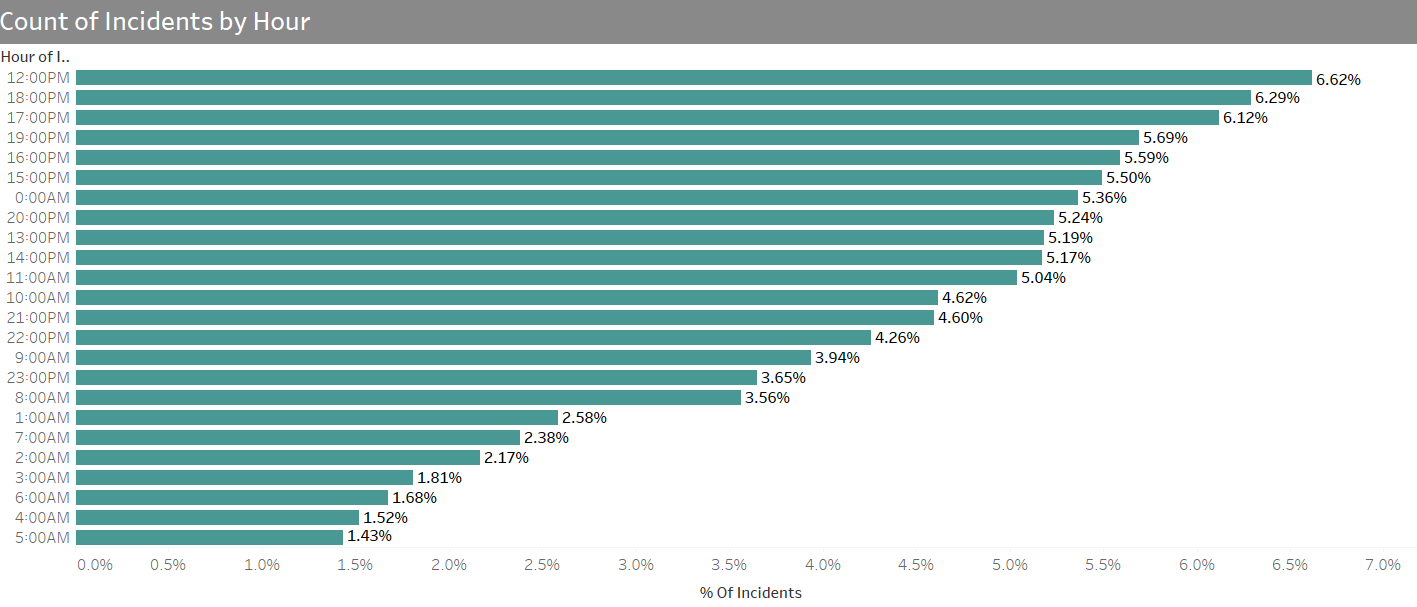 Count of Incidents by Hour
Hour of I..
12:00PM 6.62%
18:00PM 6.29%
17:00PM 6.12%
19:00PM 5.69%
16:00PM 5.59%
15:00PM 5.50%
0:00AM 5.36%
20:00PM 5.24%
13:00PM 5.19%
14:00PM 5.17%
11:00AM 5.04%
10:00AM 4.62%
21:00PM 4.60%
22:00PM 4.26%
9:00AM 3.94%
23:00PM 3.65%
8:00AM 3.56%
1:00AM 2.58%
7:00AM 2.38%
2:00AM 2.17%
3:00AM 1.81%
6:00AM 1.68%
4:00AM 1.52%
5:00AM 1.43%
0.0% 0.5% 1.0% 1.5% 2.0% 2.5% 3.0% 3.5% 4.0% 4.5% 5.0% 5.5% 6.0% 6.5% 7.0%
% Of Incidents